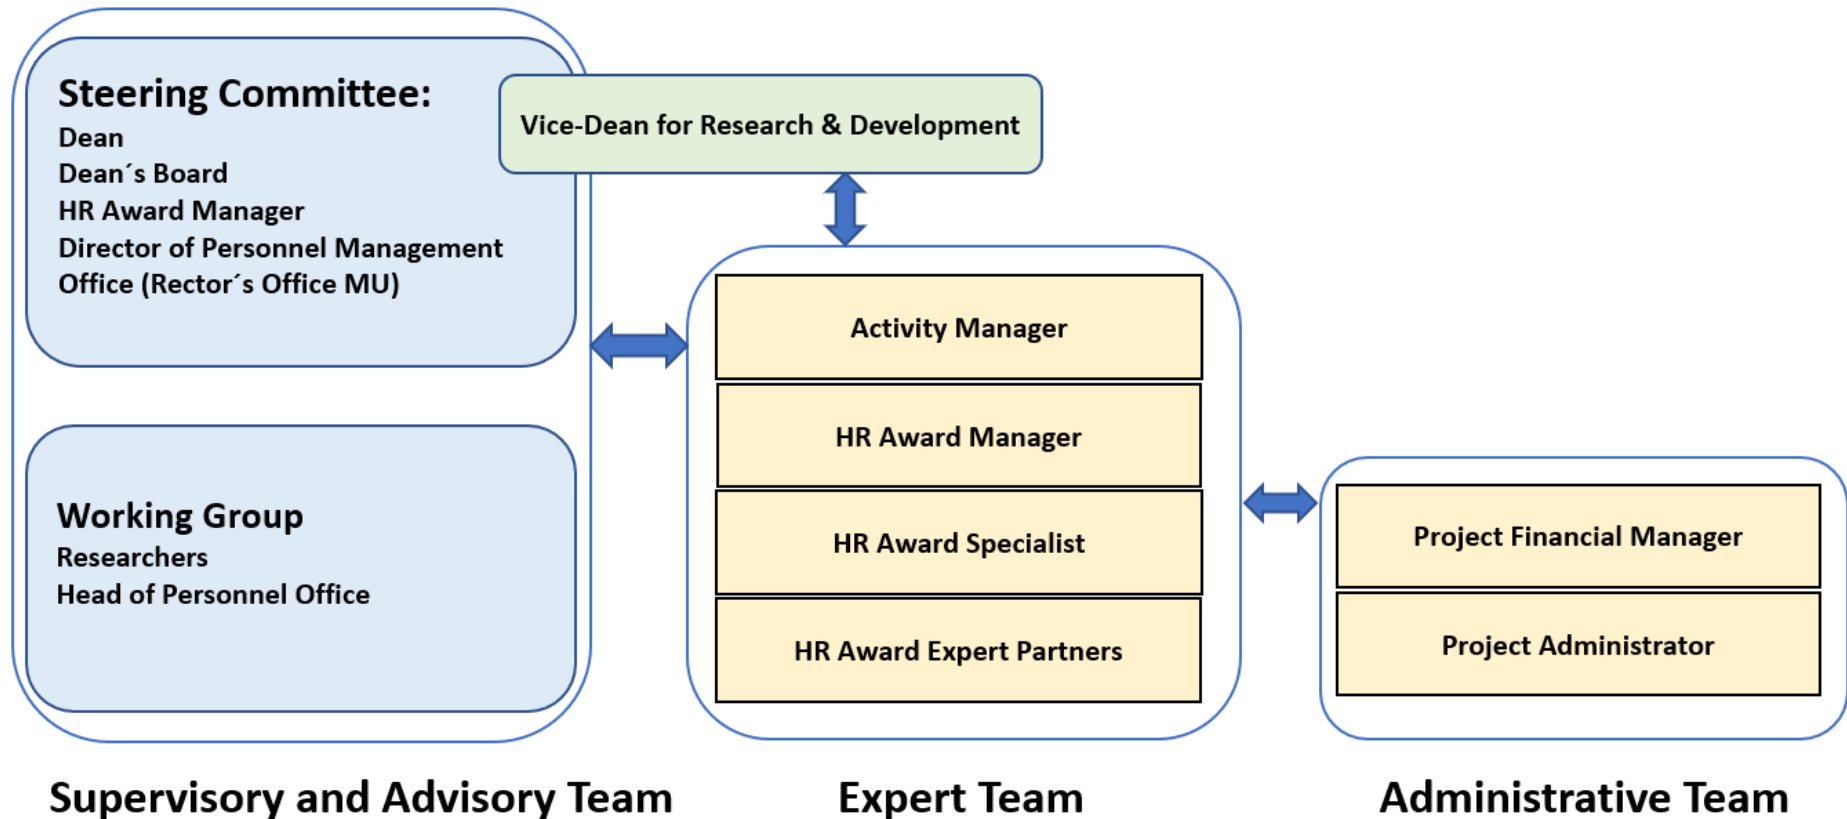 Steering Committee:
Dean
Dean´s Board
HR Award Manager
Director of Personnel Management
Office (Rector´s Office MU)
Vice-Dean for Research & Development
Working Group
Researchers
Head of Personnel Office
Activity Manager
HR Award Manager
HR Award Specialist
HR Award Expert Partners
Project Financial Manager
Project Administrator
Supervisory and Advisory Team
Expert Team
Administrative Team